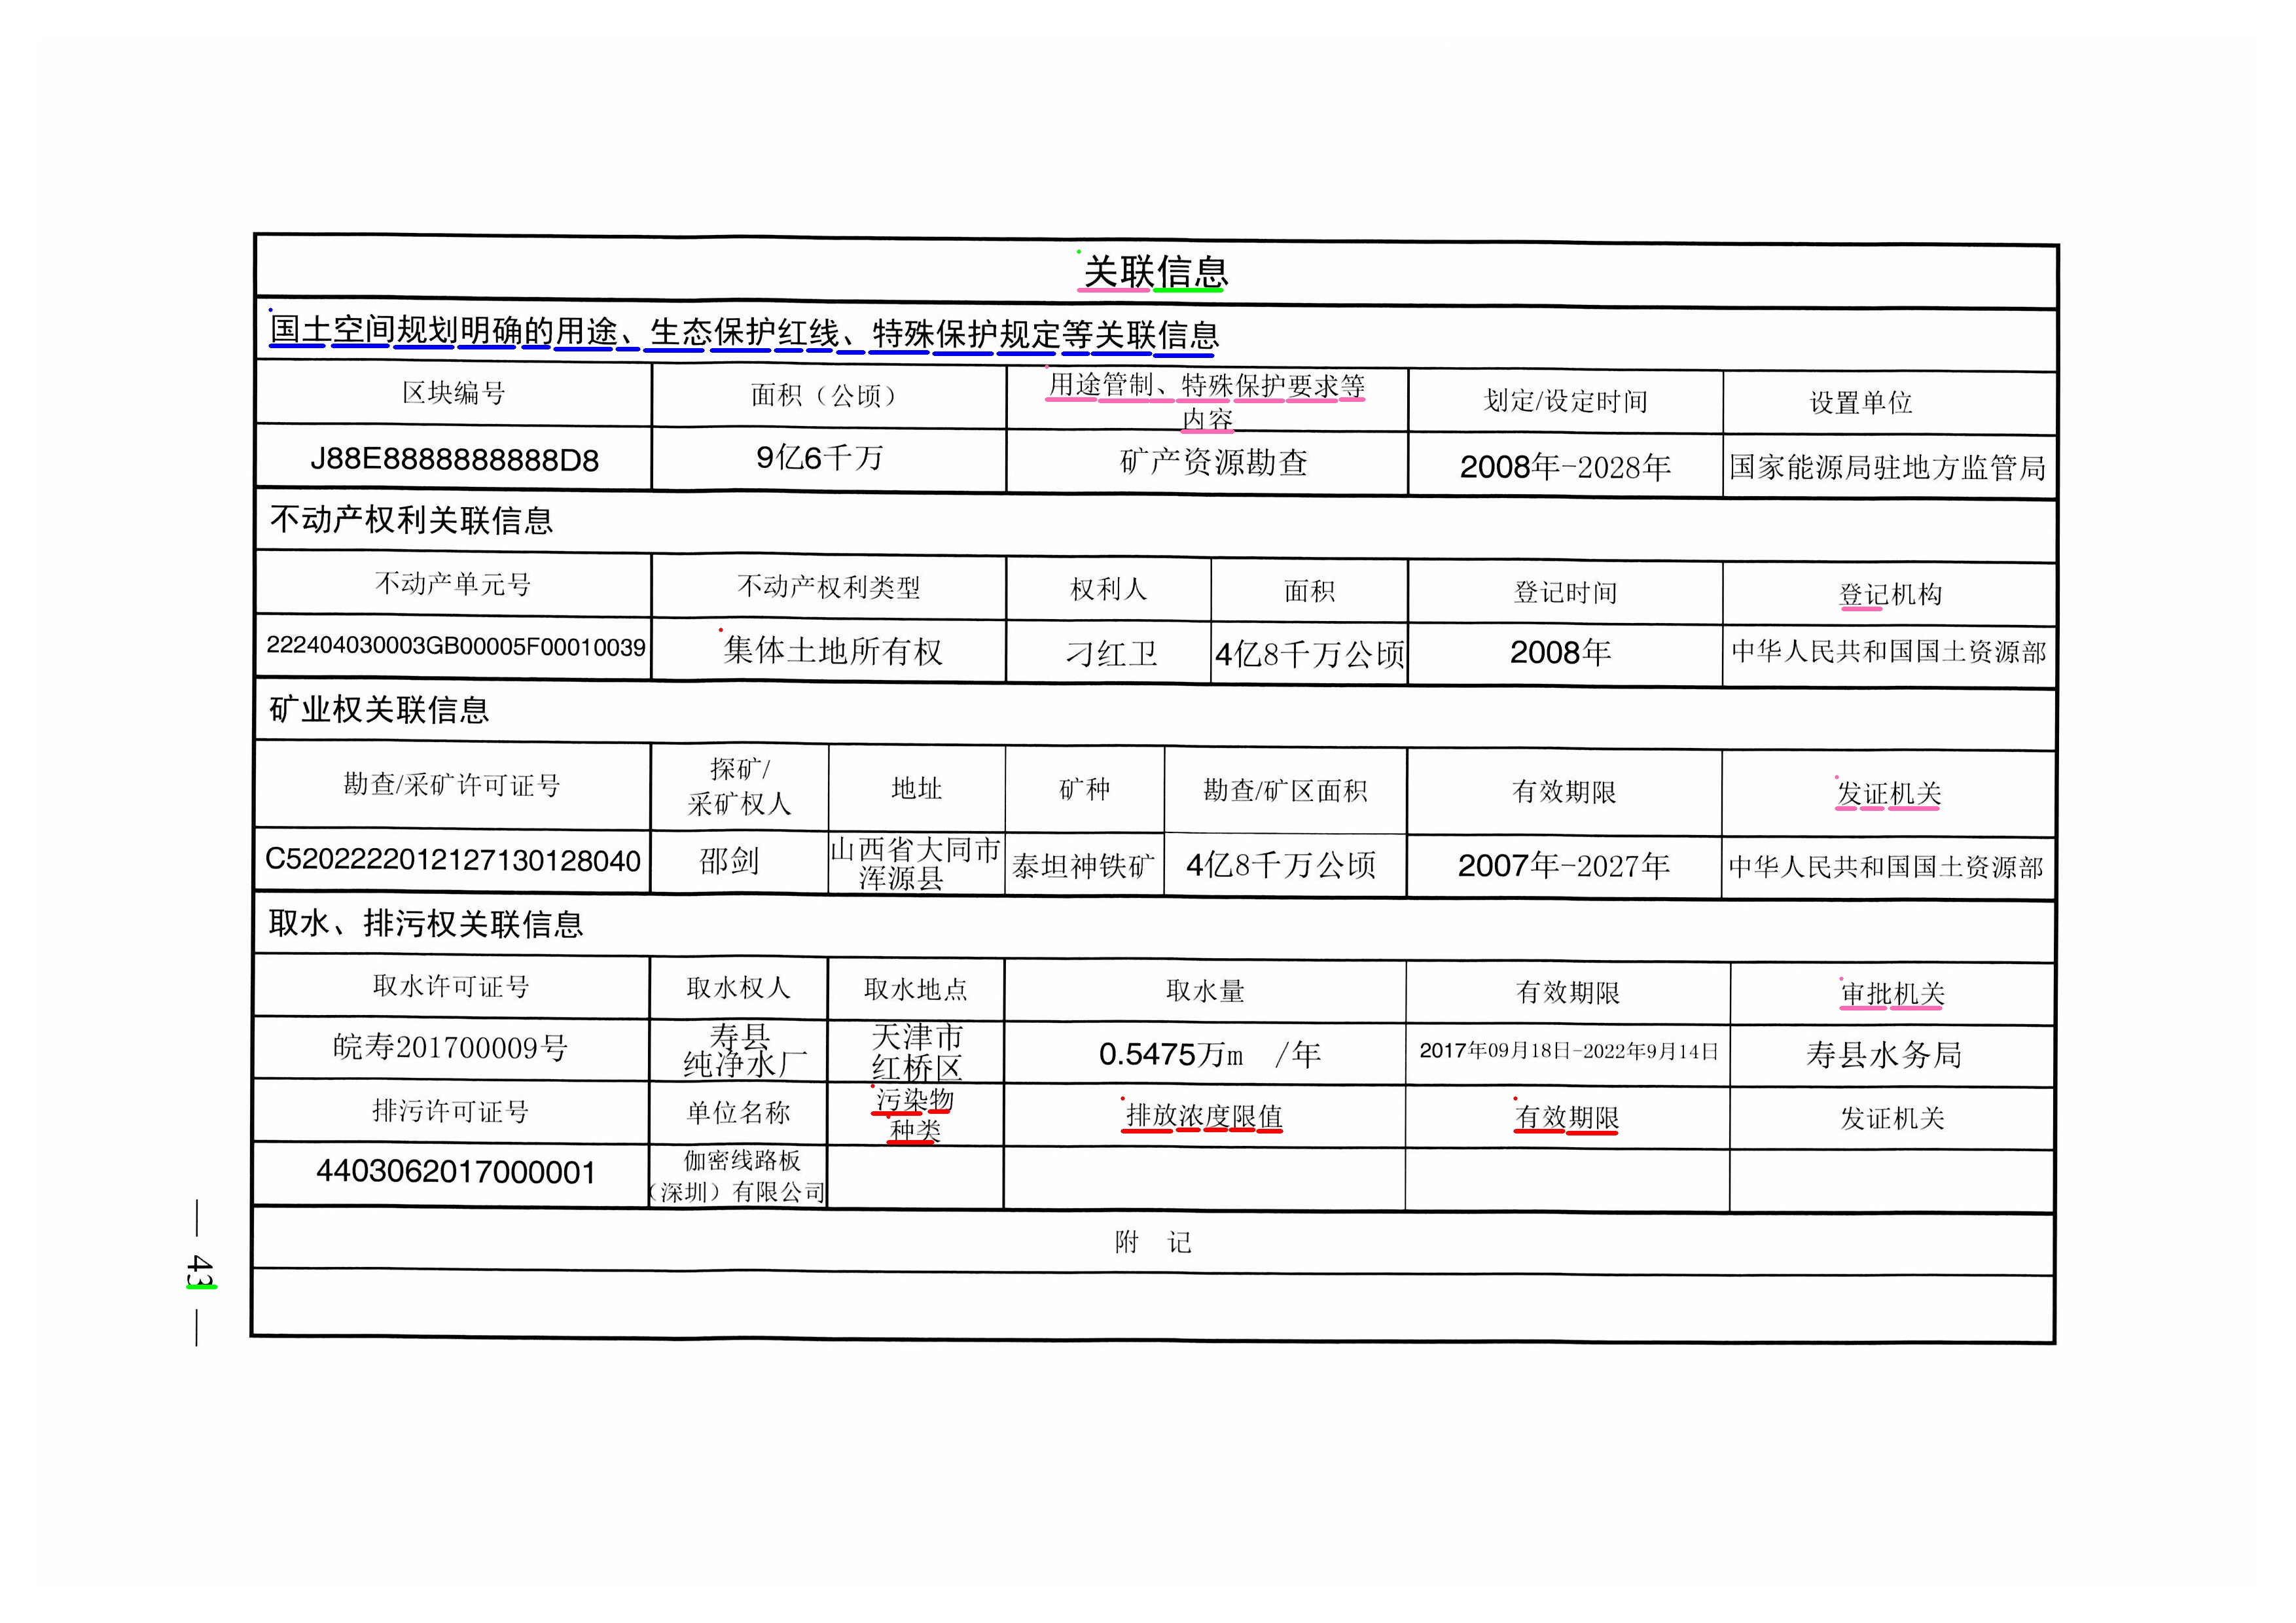 关联信息
国土空间规划明确的用途、生态保护红线、特殊保护规定等关联信息
区块编号 面积（公顷） 用途管制、特殊保护要求等 划定/设定时间 设置单位
内容
J88E8888888888D8 9亿6千万 矿产资源勘查 2008年-2028年 国家能源局驻地方监管局
不动产权利关联信息
不动产单元号 不动产权利类型 权利人 面积 登记时间 登记机构
222404030003GB00005F00010039 集体土地所有权 刁红卫 4亿8千万公顷 2008年 中华人民共和国国土资源部
矿业权关联信息
勘查/采矿许可证号 探矿/ 地址 矿种 勘查/矿区面积 有效期限 发证机关
采矿权人
C5202222012127130128040 邵剑 山西省大同市 泰坦神铁矿 4亿8千万公顷 2007年-2027年 中华人民共和国国土资源部
浑源县
取水、排污权关联信息
取水许可证号 取水权人 取水地点 取水量 有效期限 审批机关
皖寿201700009号 寿县 天津市 0.5475万m /年 2017年09月18日-2022年9月14日 寿县水务局
纯净水厂 红桥区
排污许可证号 单位名称 污染物 排放浓度限值 有效期限 发证机关
种类
4403062017000001 伽密线路板
（深圳）有限公司
附 记
— 43 —